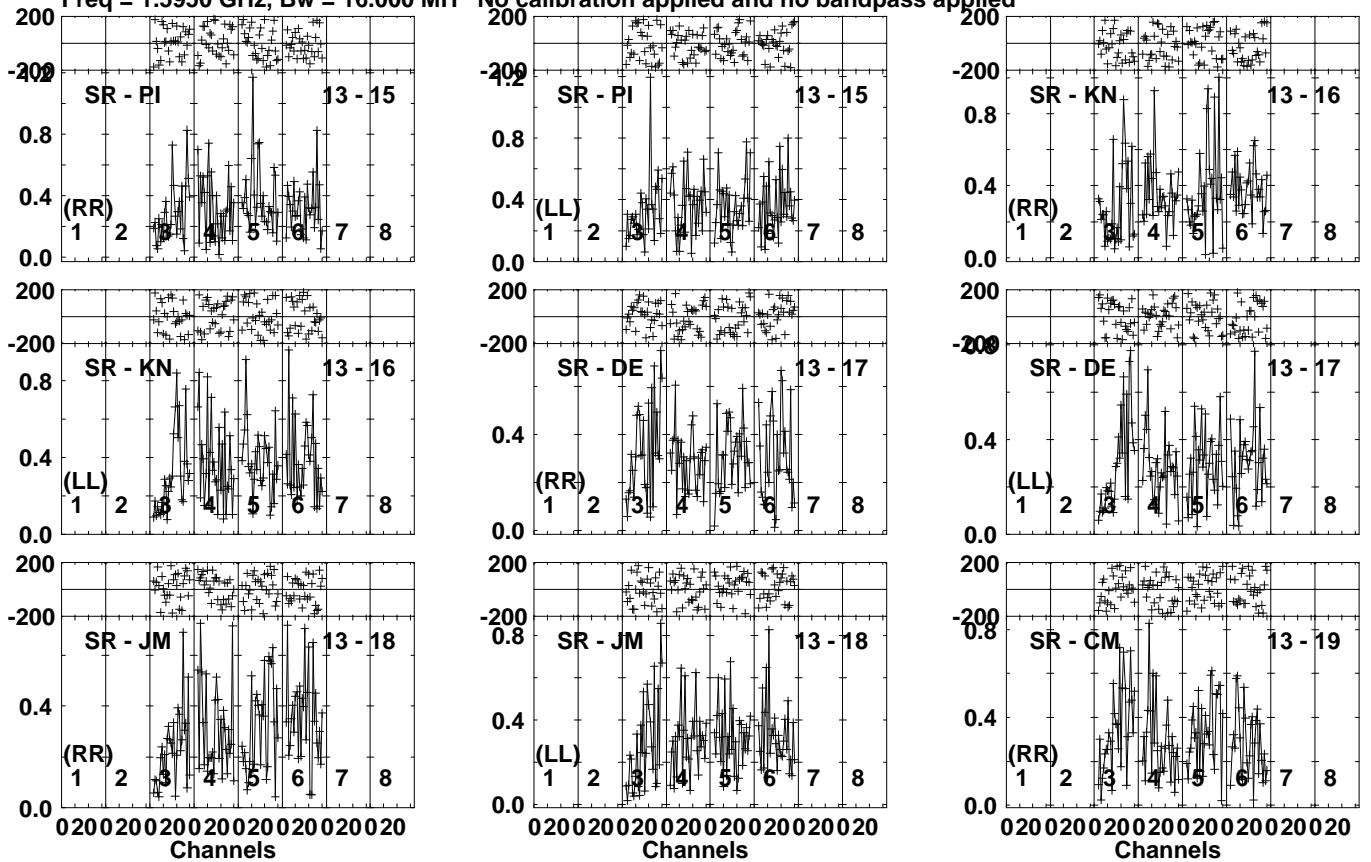 Freq = 1.5950 GHz, Bw = 16.000 MH No calibration applied and no bandpass applied
200 200 200
-200 -200 -200
1.2 1.2
SR - PI 13 - 15 SR - PI 13 - 15 SR - KN 13 - 16
0.8 0.8 0.8
0.4 0.4 0.4
(RR) (LL) (RR)
1 2 3 4 5 6 7 8 1 2 3 4 5 6 7 8 1 2 3 4 5 6 7 8
0.0 0.0 0.0
200 200 200
-200 -200 -200
0.8
SR - KN 13 - 16 SR - DE 13 - 17 SR - DE 13 - 17
0.8
0.4 0.4 0.4
(LL) (RR) (LL)
1 2 3 4 5 6 7 8 1 2 3 4 5 6 7 8 1 2 3 4 5 6 7 8
0.0 0.0 0.0
200 200 200
-200 -200 -200
SR - JM 13 - 18 SR - JM 13 - 18 SR - CM 13 - 19
0.8 0.8
0.4 0.4 0.4
(RR) (LL) (RR)
1 2 3 4 5 6 7 8 1 2 3 4 5 6 7 8 1 2 3 4 5 6 7 8
0.0 0.0 0.0
0 20 0 20 0 20 0 20 0 20 0 20 0 20 0 20 0 20 0 20 0 20 0 20 0 20 0 20 0 20 0 20 0 20 0 20 0 20 0 20 0 20 0 20 0 20 0 20
Channels Channels Channels